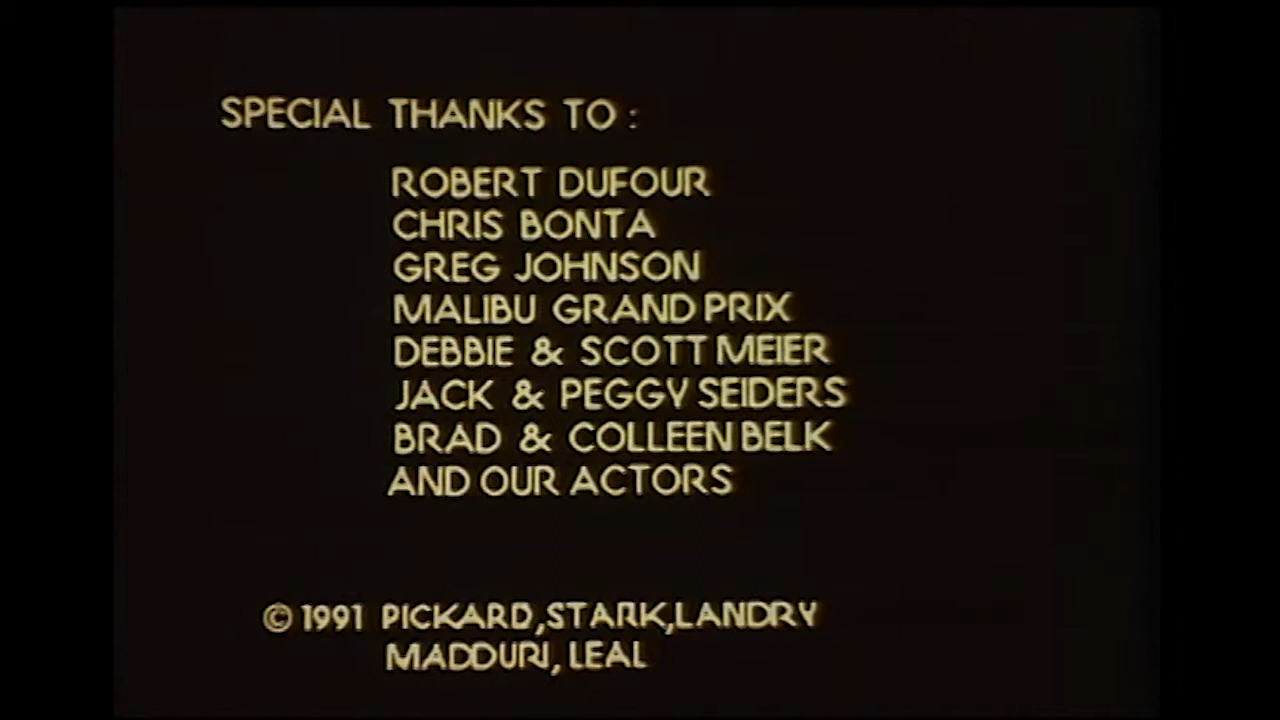 SPECIAL THANKS TO :
ROBERT DUFOUR
CHRIS BONTA
GREG JOHNSON
MALIBU GRAND PRIX
DEBBIE & SCOTT MEIER
JACK & PEGGY SEIDERS
BRAD & COLLEEN BELK
AND OUR ACTORS
© 1991 PICKARD,STARK,LANDRY
MADDURI, LEAL